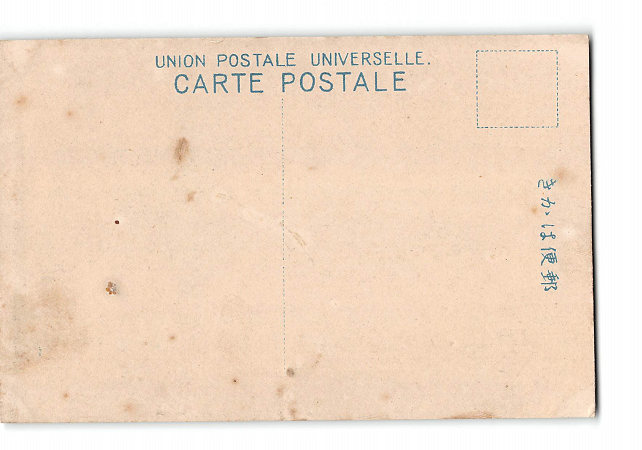 UNION POSTALE UNIVERSELLE.
CARTE POSTALE
郵便はかき